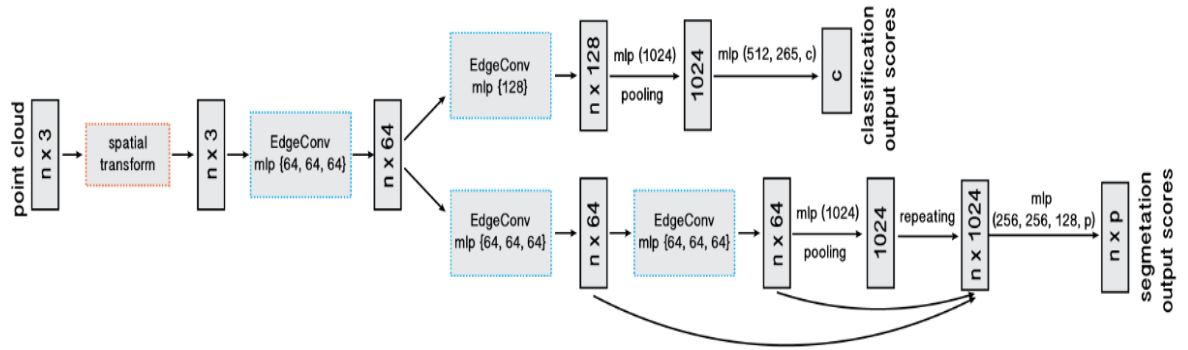 point cloud
n x 3
spatial
transform
n x 3
EdgeConv
mlp {64, 64, 64}
n x 64
EdgeConv
mlp {128}
n x 128
mlp (1024)
pooling
1024
mlp (512, 265, c)
c
classification
output scores
EdgeConv
mlp {64, 64, 64}
n x 64
EdgeConv
mlp {64, 64, 64}
n x 64
mlp (1024)
pooling
1024
repeating
n x 1024
mlp
(256, 256, 128, p)
n x p
segmetation
output scores